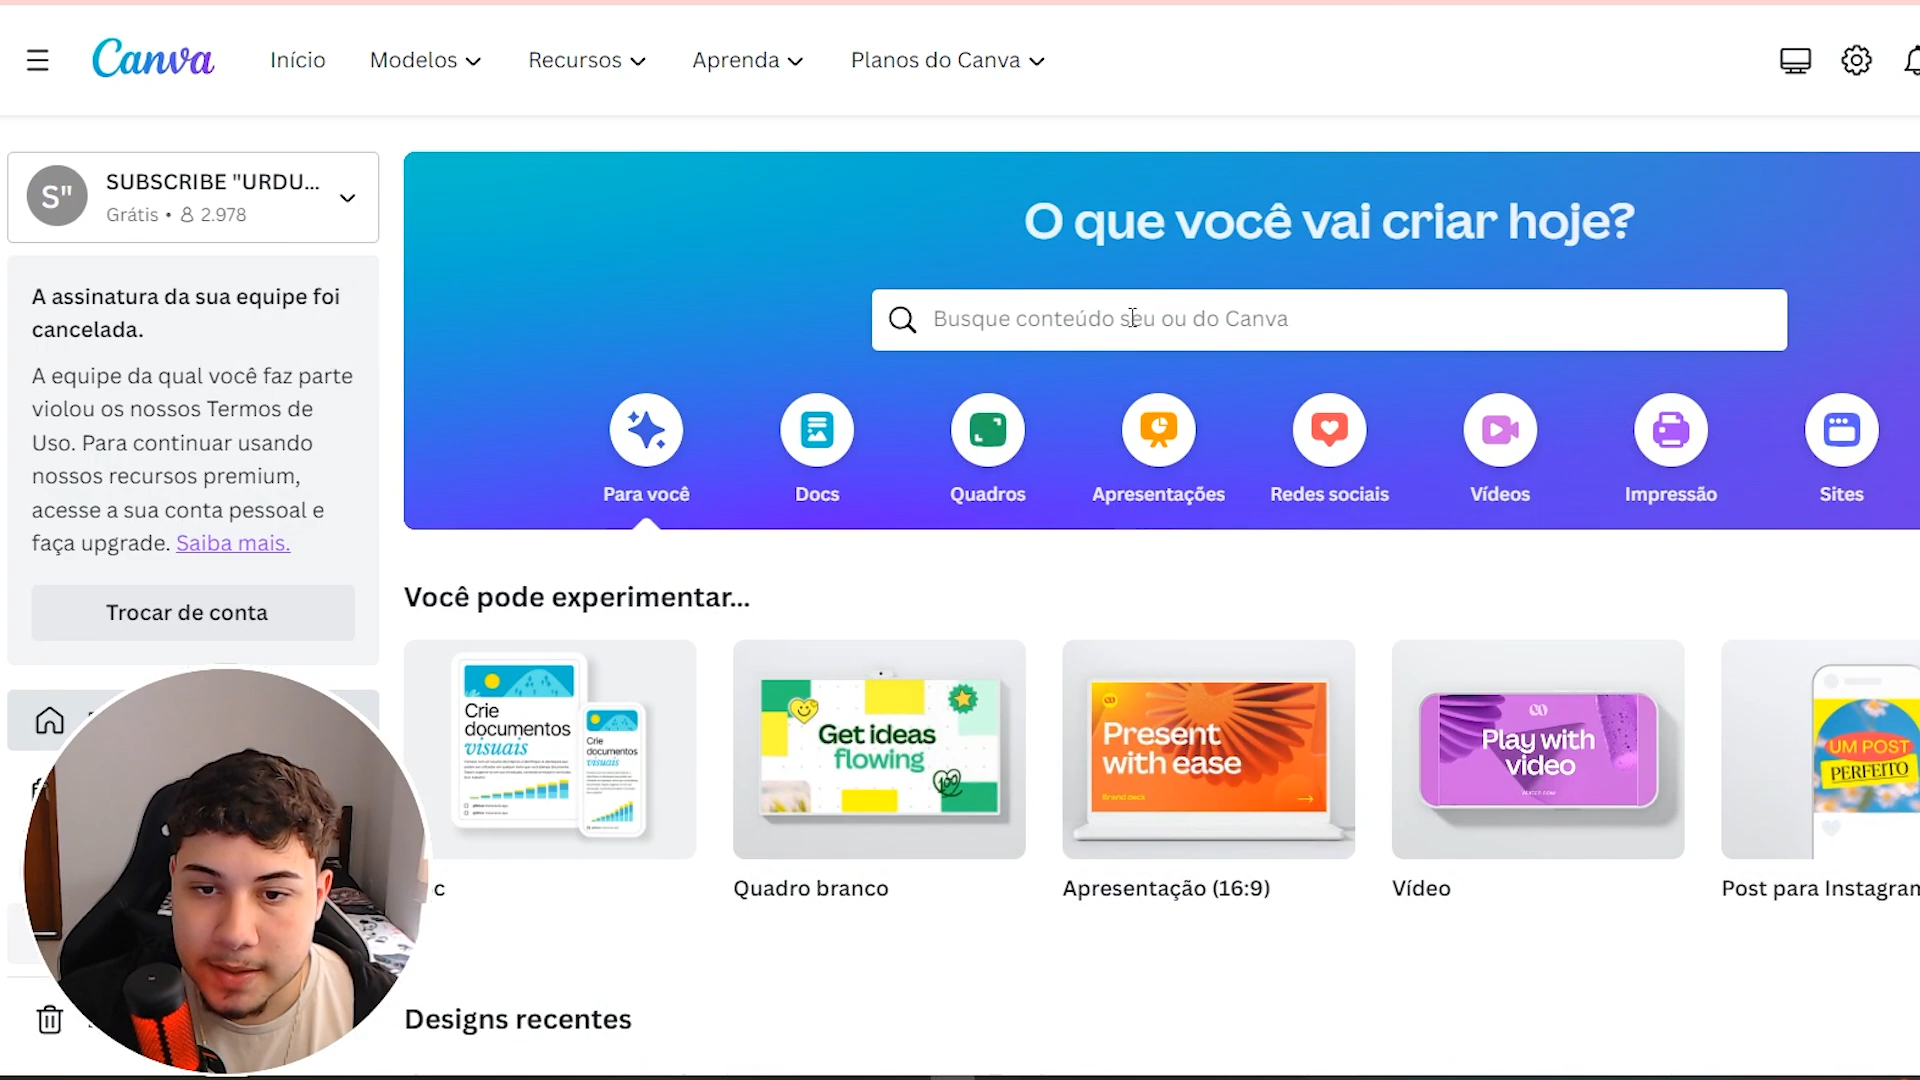 Canva
Início
Modelos
Recursos
Aprenda
Planos do Canva
S"
SUBSCRIBE "URDU...
Grátis • 2.978
A assinatura da sua equipe foi
cancelada.
A equipe da qual você faz parte
violou os nossos Termos de
Uso. Para continuar usando
nossos recursos premium,
acesse a sua conta pessoal e
faça upgrade. Saiba mais.
Trocar de conta
O que você vai criar hoje?
Busque conteúdo seu ou do Canva
Para você
Docs
Quadros
Apresentações
Redes sociais
Vídeos
Impressão
Sites
Você pode experimentar...
Crie
documentos
visuais
Crie
documentos
visuais
c
Get ideas
flowing
100
Quadro branco
Present
with ease
Brand deck
Apresentação (16:9)
Play with
video
Vídeo
UM POST
PERFEITO
Post para Instagram
Designs recentes